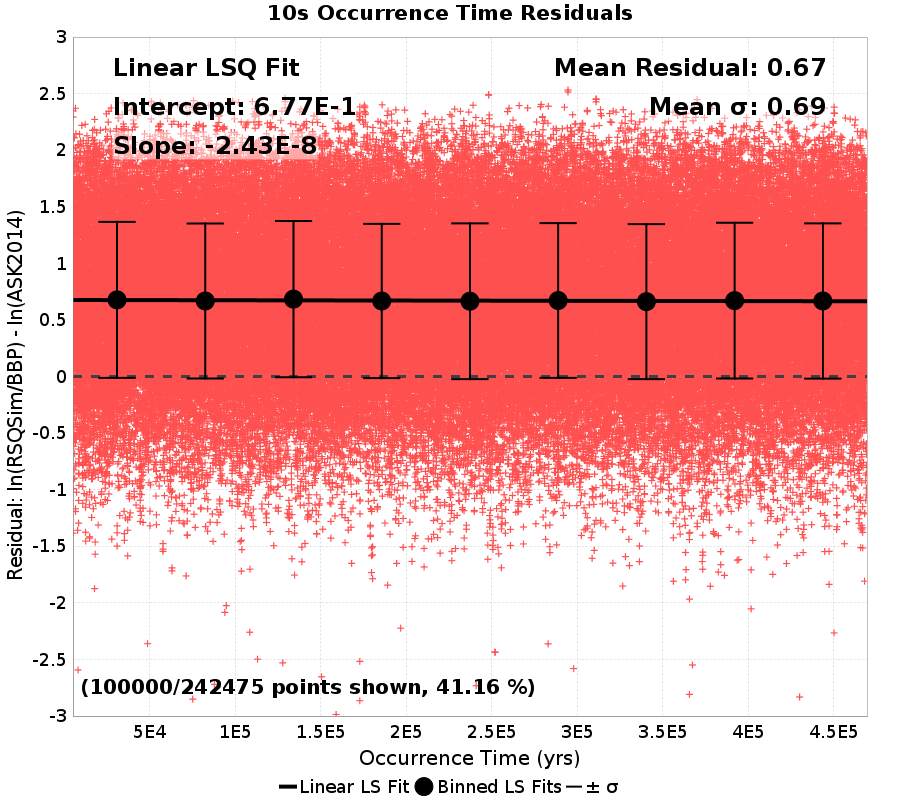 10s Occurrence Time Residuals
Linear LSQ Fit
Intercept: 6.77E-1
Slope: -2.43E-8
Mean Residual: 0.67
Mean σ: 0.69
Residual: ln(RSQSim/BBP) - ln(ASK2014)
3
2.5
2
1.5
1
0.5
0
-0.5
-1
-1.5
-2
-2.5
-3
(100000/242475 points shown, 41.16 %)
5E4 1E5 1.5E5 2E5 2.5E5 3E5 3.5E5 4E5 4.5E5
Occurrence Time (yrs)
Linear LS Fit Binned LS Fits ± σ